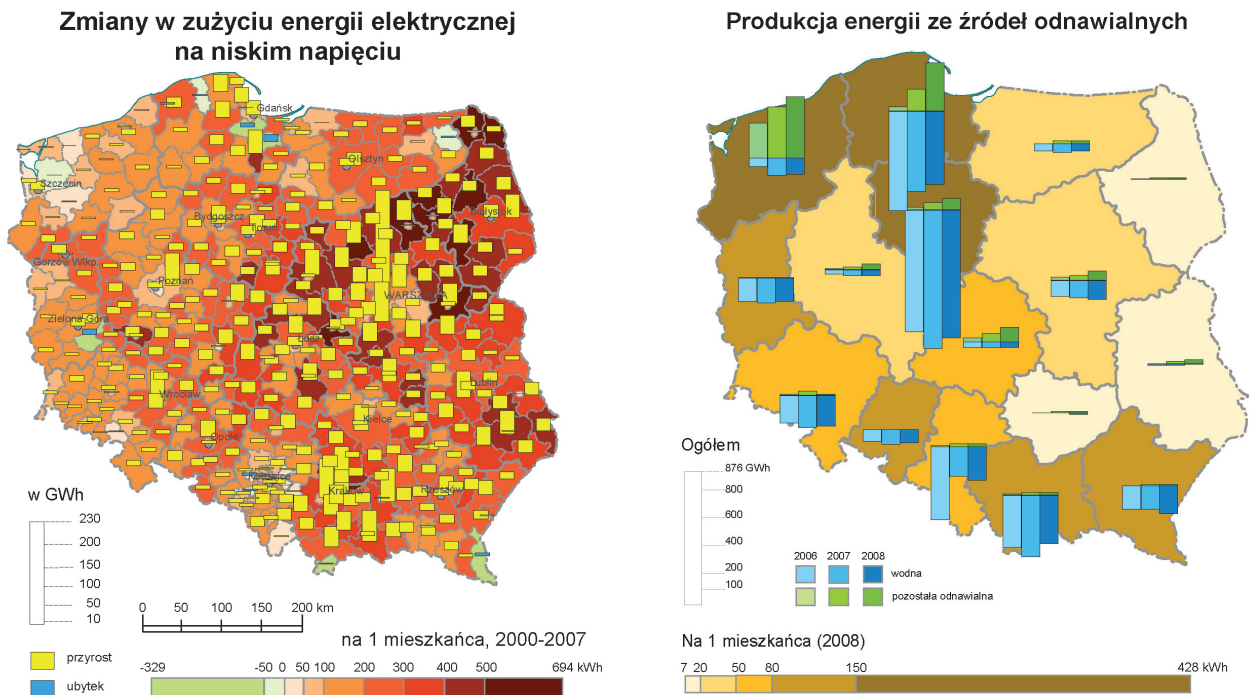 Zmiany w zużyciu energii elektrycznej
na niskim napięciu
Gdańsk
Olsztyn
Szczecin
Białystok
Bydgoszcz
Toruń
Gorzów Wlkp.
Poznań
WARSZAWA
Zielona Góra
Łódź
Wrocław
Lublin
Kielce
Opole
Katowice
Kraków
Rzeszów
w GWh
230
200
150
100
50
10
0 50 100 150 200 km
na 1 mieszkańca, 2000-2007
przyrost
ubytek
-329 -50 0 50 100 200 300 400 500 694 kWh
Produkcja energii ze źródeł odnawialnych
Ogółem
876 GWh
800
600
400
200
100
2006 2007 2008
wodna
pozostała odnawialna
Na 1 mieszkańca (2008)
7 20 50 80 150 428 kWh